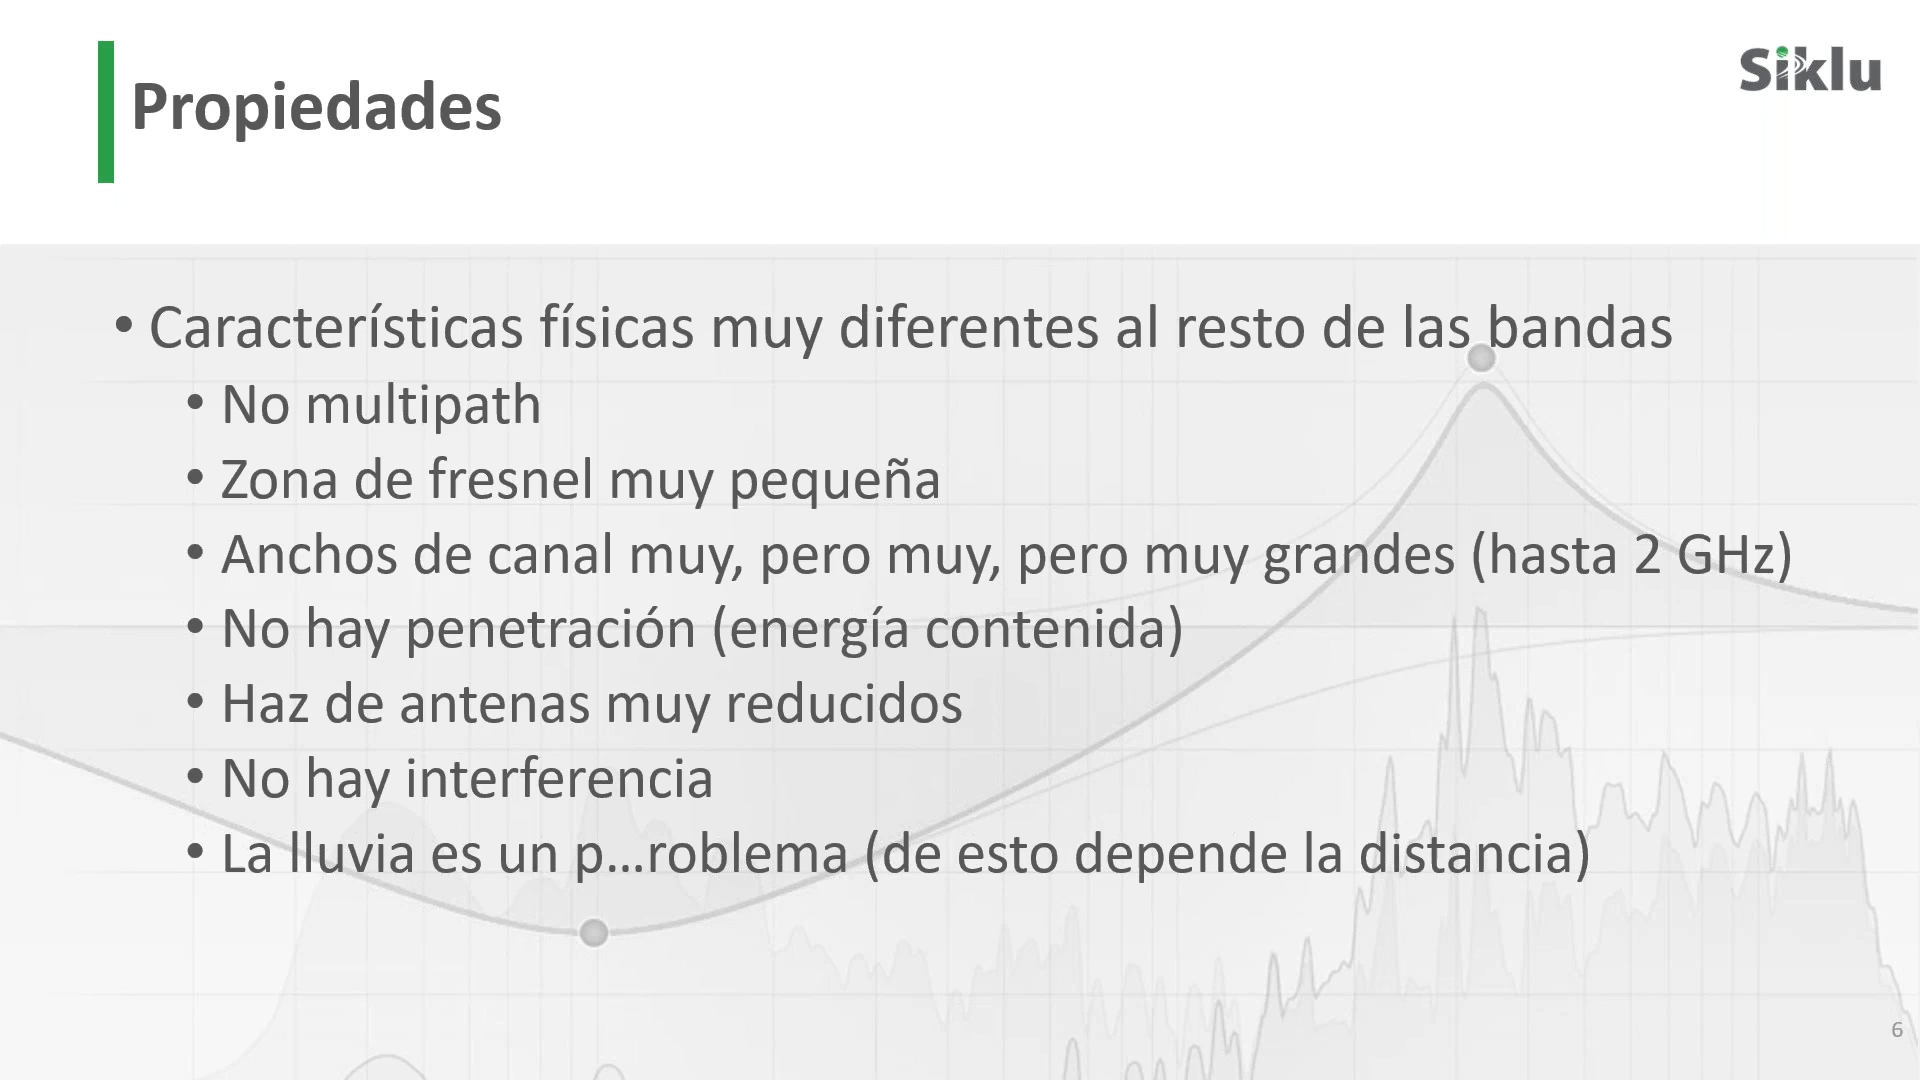 Siklu
Propiedades
• Características físicas muy diferentes al resto de las bandas
• No multipath
• Zona de fresnel muy pequeña
• Anchos de canal muy, pero muy, pero muy grandes (hasta 2 GHz)
• No hay penetración (energía contenida)
• Haz de antenas muy reducidos
• No hay interferencia
• La lluvia es un p...roblema (de esto depende la distancia)
6